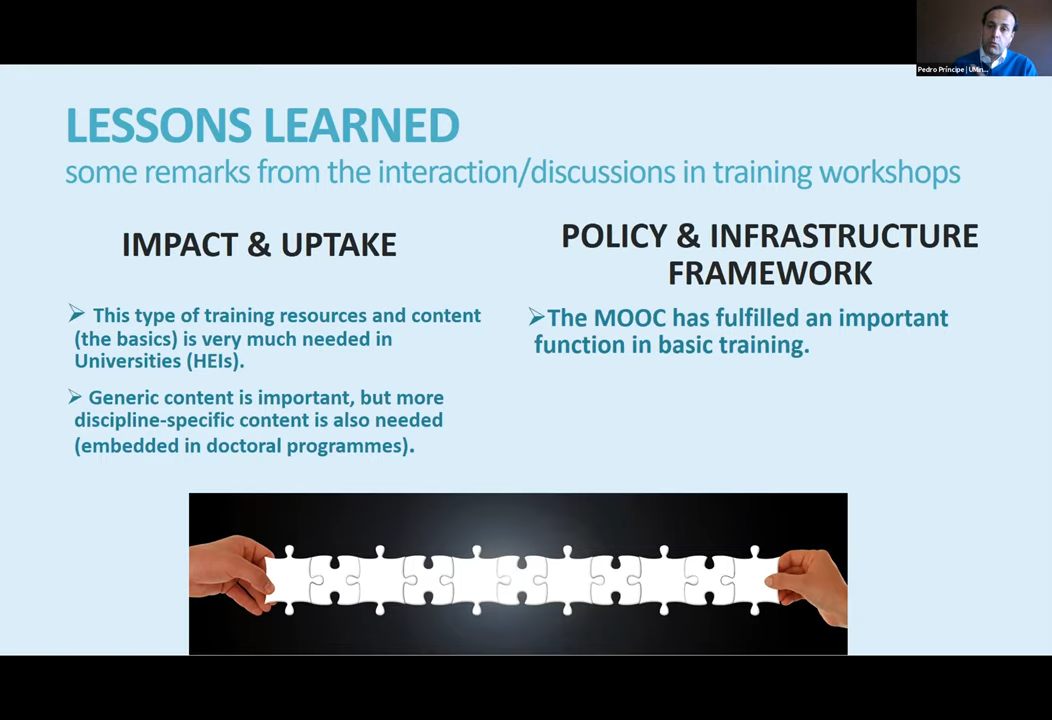 Pedro Príncipe | UMin...
LESSONS LEARNED
some remarks from the interaction/discussions in training workshops
IMPACT & UPTAKE
➢ This type of training resources and content
(the basics) is very much needed in
Universities (HEIs).
➢ Generic content is important, but more
discipline-specific content is also needed
(embedded in doctoral programmes).
POLICY & INFRASTRUCTURE
FRAMEWORK
➢The MOOC has fulfilled an important
function in basic training.